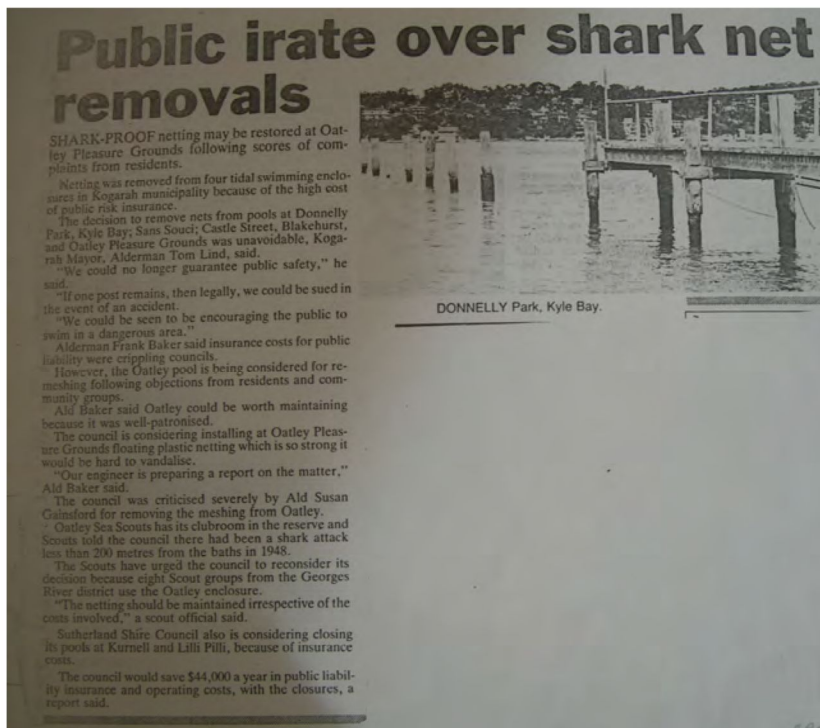 Public irate over shark net
removals
SHARK-PROOF netting may be restored at Oat-
ley Pleasure Grounds following scores of com-
plaints from residents.
Netting was removed from four tidal swimming enclo-
sures in Kogarah municipality because of the high cost
of public risk insurance.
The decision to remove nets from pools at Donnelly
Park, Kyle Bay; Sans Souci; Castle Street, Blakehurst,
and Oatley Pleasure Grounds was unavoidable, Koga-
rah Mayor, Alderman Tom Lind, said.
"We could no longer guarantee public safety," he
said.
"If one post remains, then legally, we could be sued in
the event of an accident.
"We could be seen to be encouraging the public to
swim in a dangerous area."
Alderman Frank Baker said insurance costs for public
liability were crippling councils.
However, the Oatley pool is being considered for re-
meshing following objections from residents and com-
munity groups.
Ald Baker said Oatley could be worth maintaining
because it was well-patronised.
The council is considering installing at Oatley Pleas-
ure Grounds floating plastic netting which is so strong it
would be hard to vandalise.
"Our engineer is preparing a report on the matter,"
Ald Baker said.
The council was criticised severely by Ald Susan
Gainsford for removing the meshing from Oatley.
Oatley Sea Scouts has its clubroom in the reserve and
Scouts told the council there had been a shark attack
less than 200 metres from the baths in 1948.
The Scouts have urged the council to reconsider its
decision because eight Scout groups from the Georges
River district use the Oatley enclosure.
"The netting should be maintained irrespective of the
costs involved," a scout official said.
Sutherland Shire Council also is considering closing
its pools at Kurnell and Lilli Pilli, because of insurance
costs.
The council would save $44,000 a year in public liabil-
ity insurance and operating costs, with the closures, a
report said.
DONNELLY Park, Kyle Bay.